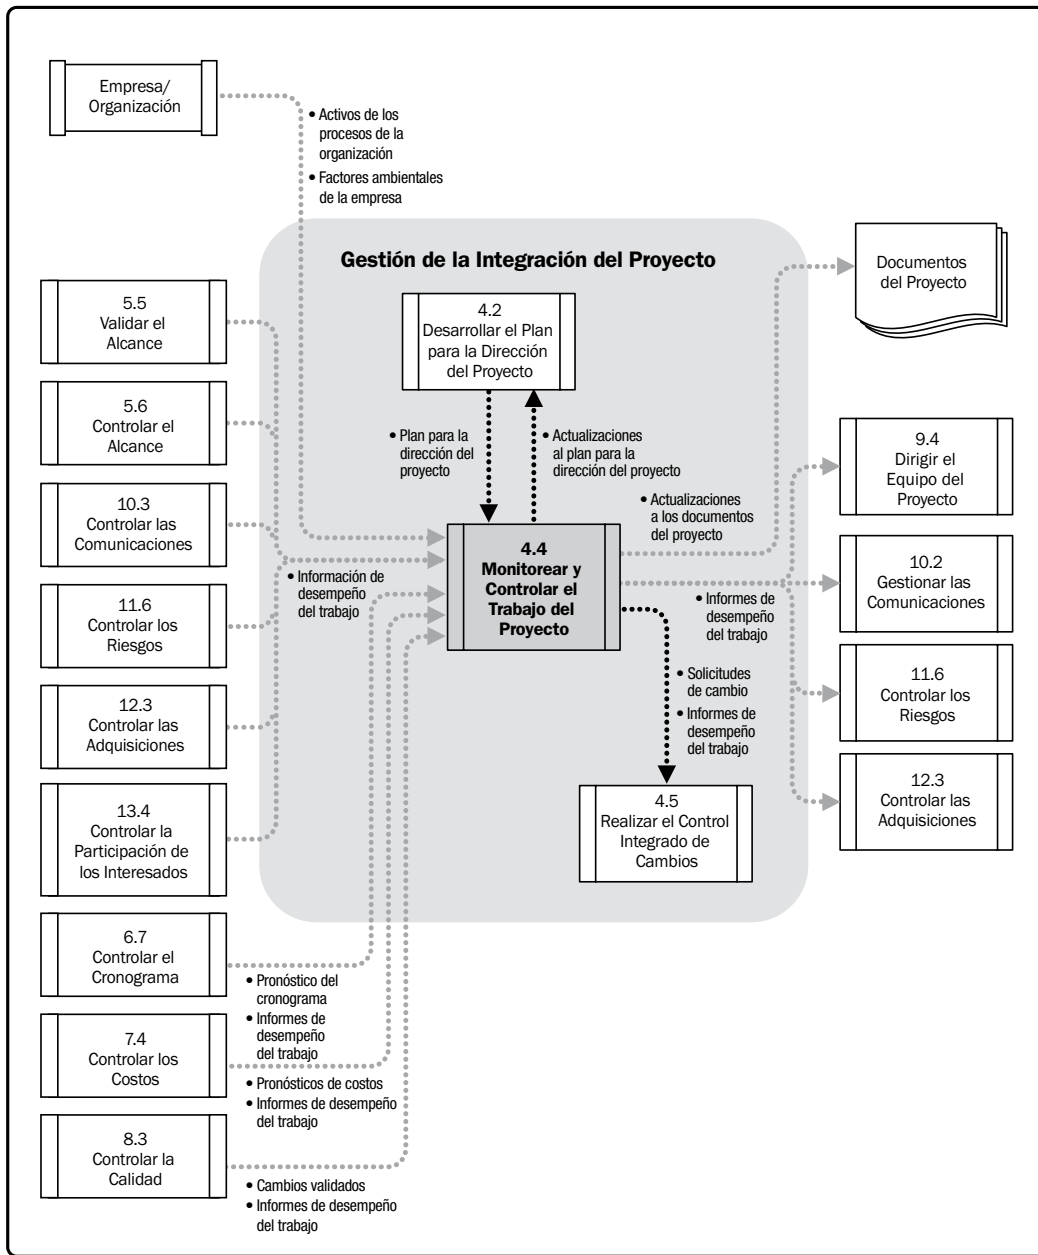 Empresa/
Organización
• Activos de los
procesos de la
organización
• Factores ambientales
de la empresa
Gestión de la Integración del Proyecto
Documentos
del Proyecto
5.5
Validar el
Alcance
4.2
Desarrollar el Plan
para la Dirección
del Proyecto
5.6
Controlar el
Alcance
• Plan para la
dirección del
proyecto
• Actualizaciones
al plan para la
dirección del proyecto
9.4
Dirigir el
Equipo del
Proyecto
10.3
Controlar las
Comunicaciones
• Actualizaciones
a los documentos
del proyecto
4.4
Monitorear y
Controlar el
Trabajo del
Proyecto
• Información de
desempeño
del trabajo
10.2
Gestionar las
Comunicaciones
11.6
Controlar los
Riesgos
• Informes de
desempeño
del trabajo
• Solicitudes
de cambio
• Informes de
desempeño
del trabajo
11.6
Controlar los
Riesgos
12.3
Controlar las
Adquisiciones
12.3
Controlar las
Adquisiciones
13.4
Controlar la
Participación de
los Interesados
4.5
Realizar el Control
Integrado de
Cambios
6.7
Controlar el
Cronograma
• Pronóstico del
cronograma
• Informes de
desempeño
del trabajo
7.4
Controlar los
Costos
• Pronósticos de costos
• Informes de desempeño
del trabajo
8.3
Controlar la
Calidad
• Cambios validados
• Informes de desempeño
del trabajo